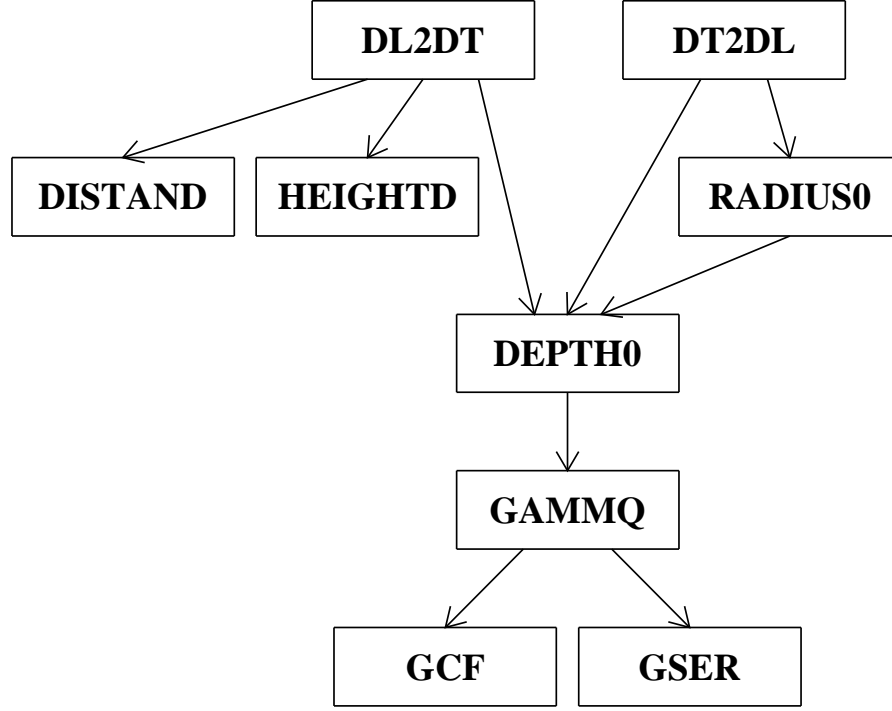 DL2DT
DT2DL
DISTAND
HEIGHTD
RADIUS0
DEPTH0
GAMMQ
GCF
GSER